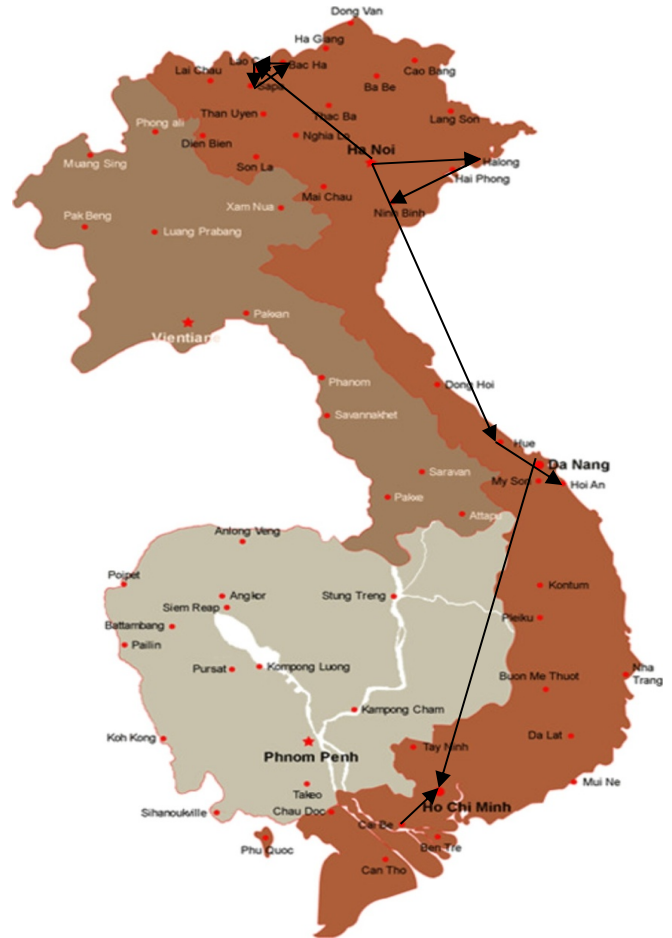 Dong Van
Ha Giang
Lao
Bac Ha
Cao Bang
Lai Chau
Sapa
Ba Be
Than Uyen
Thac Ba
Lang Son
Phong ali
Nghia Lo
Dien Bien
Ha Noi
Muang Sing
Son La
Halong
Hai Phong
Mai Chau
Xam Nua
Ninh Binh
Pak Beng
Luang Prabang
Pakxan
Vientiane
Phanom
Dong Hoi
Savannakhet
Hue
Da Nang
Saravan
My Son
Hoi An
Pakxe
Attapu
Anlong Veng
Poipet
Kontum
Angkor
Stung Treng
Siem Reap
Pleiku
Battambang
Pailin
Kompong Luong
Pursat
Nha
Trang
Buon Me Thuot
Kampong Cham
Koh Kong
Da Lat
Tay Ninh
Phnom Penh
Mui Ne
Takeo
Ho Chi Minh
Sihanoukville
Chau Doc
Cai Be
Phu Quoc
Ben Tre
Can Tho